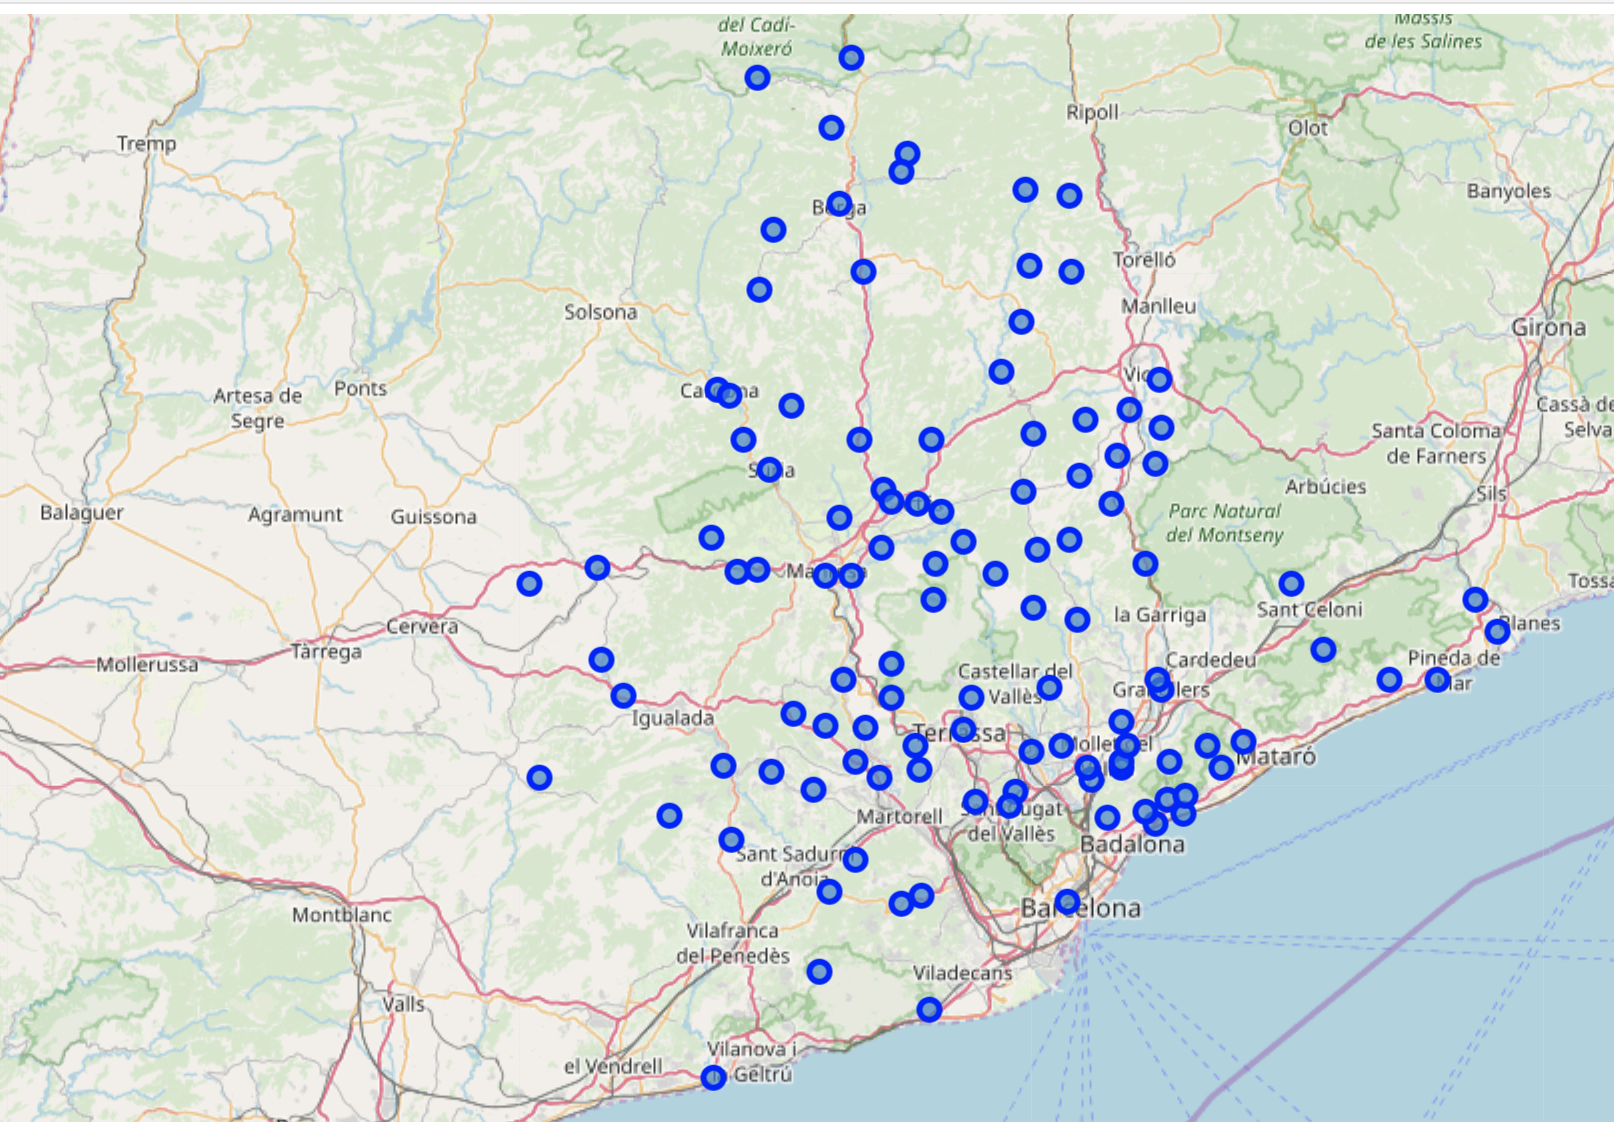 del Cadí-
Moixeró
Massís
de les Salines
Ripoll
Olot
Tremp
Banyoles
Berga
Torelló
Manlleu
Solsona
Girona
Vic
Ponts
Artesa de
Segre
Cardona
Cassà de
Selva
Santa Coloma
de Farners
Súria
Arbúcies
Sils
Balaguer
Agramunt
Guissona
Parc Natural
del Montseny
Manresa
Tossa
Sant Celoni
la Garriga
Blanes
Cervera
Tàrrega
Mollerussa
Cardedeu
Pineda de
Mar
Castellar del
Vallès
Granollers
Igualada
Terrassa
Mollet del
Mataró
Martorell
Sant Cugat
del Vallès
Badalona
Sant Sadurní
d'Anoia
Barcelona
Montblanc
Vilafranca
del Penedès
Viladecans
Valls
Vilanova i
Geltrú
el Vendrell